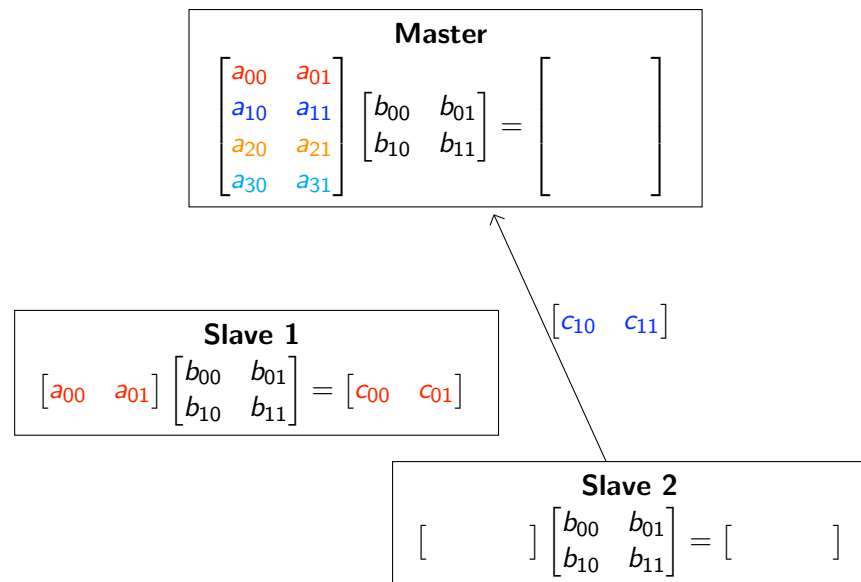 Master
[a00 a01
a10 a11
a20 a21
a30 a31] [b00 b01
b10 b11] = [ ]
[c10 c11]
Slave 1
[a00 a01] [b00 b01
b10 b11] = [c00 c01]
Slave 2
[ ] [b00 b01
b10 b11] = [ ]